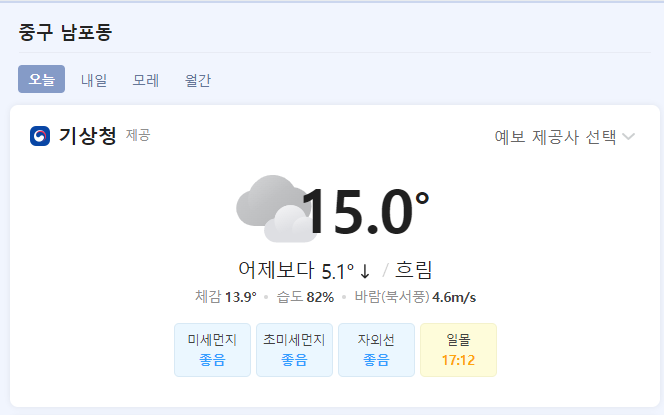 중구 남포동
오늘 내일 모레 월간
기상청 제공 예보 제공사 선택
15.0°
어제보다 5.1° ↓ / 흐림
체감 13.9° • 습도 82% • 바람(북서풍) 4.6m/s
미세먼지 초미세먼지 자외선 일몰
좋음 좋음 좋음 17:12